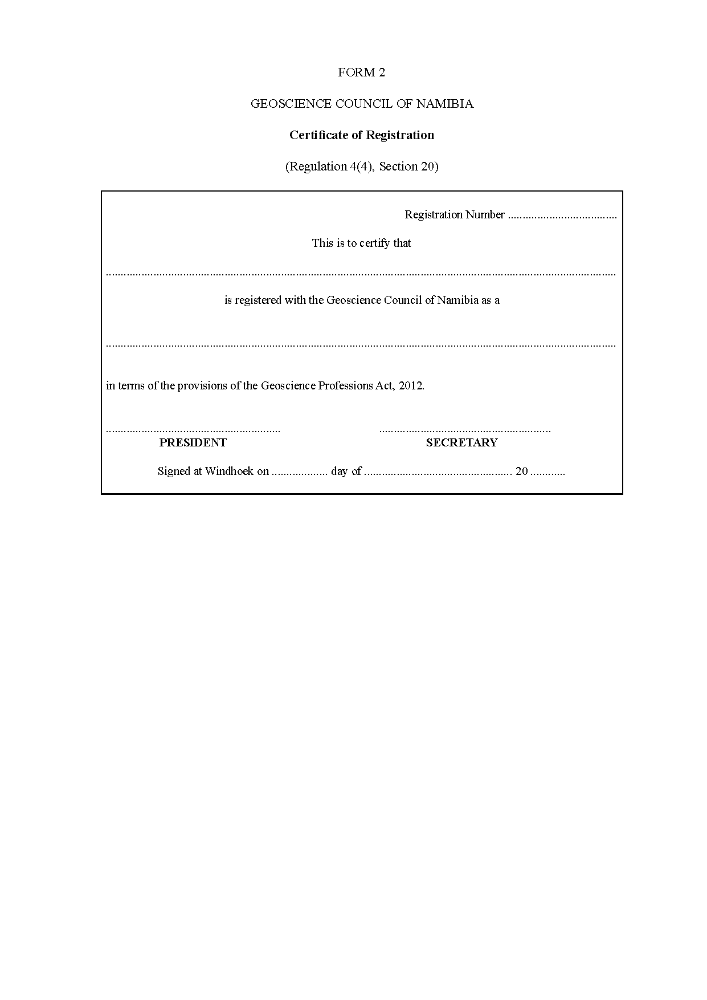 FORM 2
GEOSCIENCE COUNCIL OF NAMIBIA
Certificate of Registration
(Regulation 4(4), Section 20)
Registration Number .....................................
This is to certify that
............................................................................................................................................................................
is registered with the Geoscience Council of Namibia as a
............................................................................................................................................................................
in terms of the provisions of the Geoscience Professions Act, 2012.
........................................................... ..........................................................
PRESIDENT SECRETARY
Signed at Windhoek on ................... day of .................................................. 20 ............